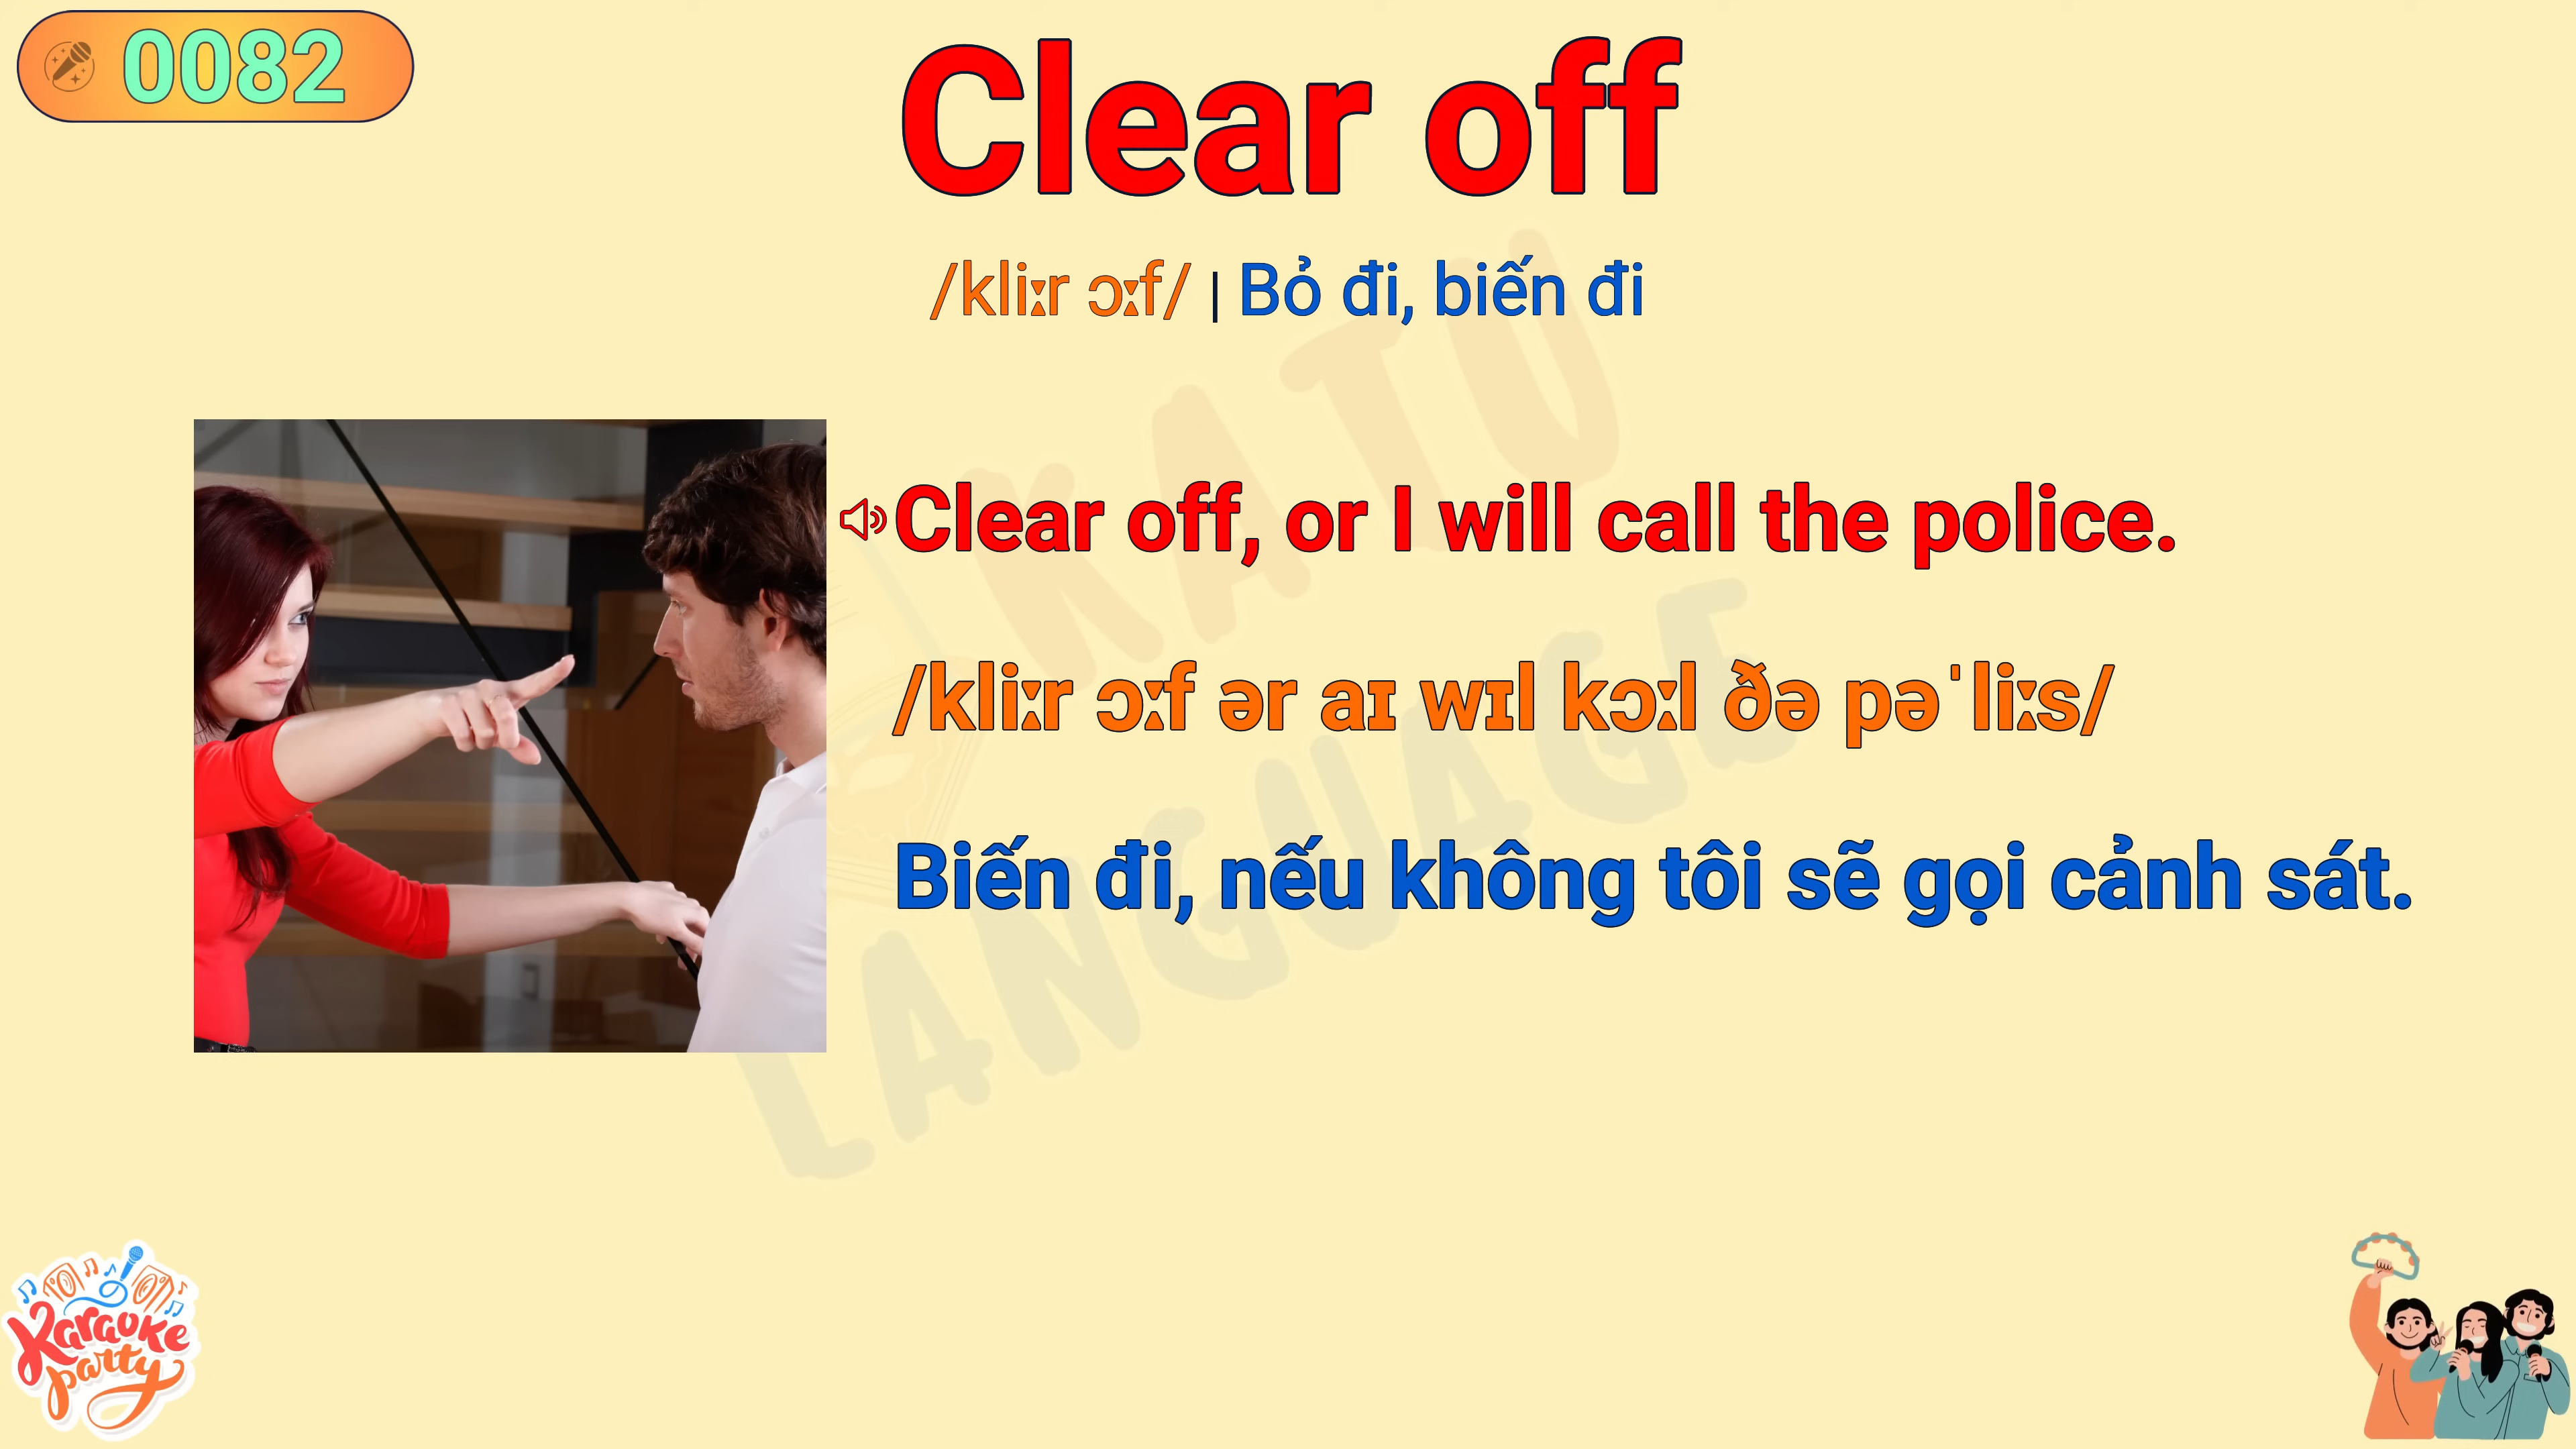 0082
Clear off
/kliːr ɔːf/ | Bỏ đi, biến đi
Clear off, or I will call the police.
/kliːr ɔːf ər aɪ wɪl kɔːl ðə pəˈliːs/
Biến đi, nếu không tôi sẽ gọi cảnh sát.
KATU
LANGUAGE
Karaoke
party